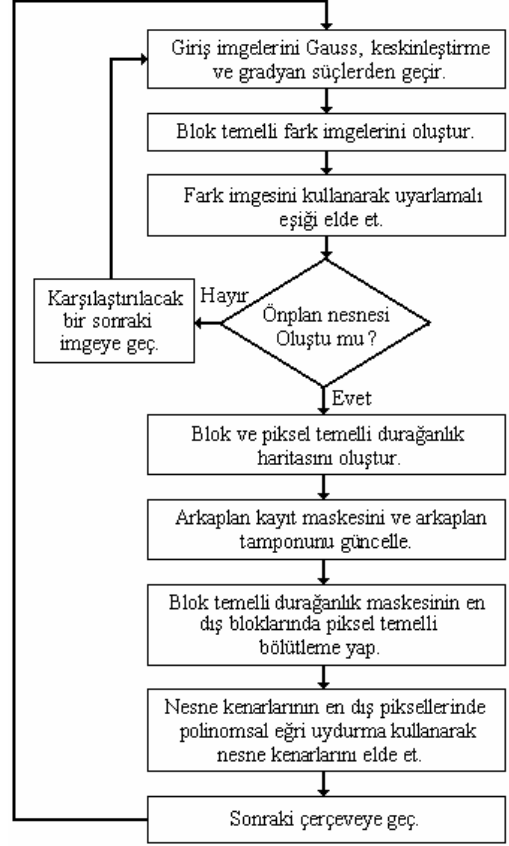 Giriş imgelerini Gauss, keskinleştirme
ve gradyan süçlerden geçir.
Blok temelli fark imgelerini oluştur.
Fark imgesini kullanarak uyarlamalı
eşiği elde et.
Karşılaştırılacak
bir sonraki
imgeye geç.
Hayır
Önplan nesnesi
Oluştu mu ?
Evet
Blok ve piksel temelli durağanlık
haritasını oluştur.
Arkaplan kayıt maskesini ve arkaplan
tamponunu güncelle.
Blok temelli durağanlık maskesinin en
dış bloklarında piksel temelli
bölütleme yap.
Nesne kenarlarının en dış piksellerinde
polinomsal eğri uydurma kullanarak
nesne kenarlarını elde et.
Sonraki çerçeveye geç.